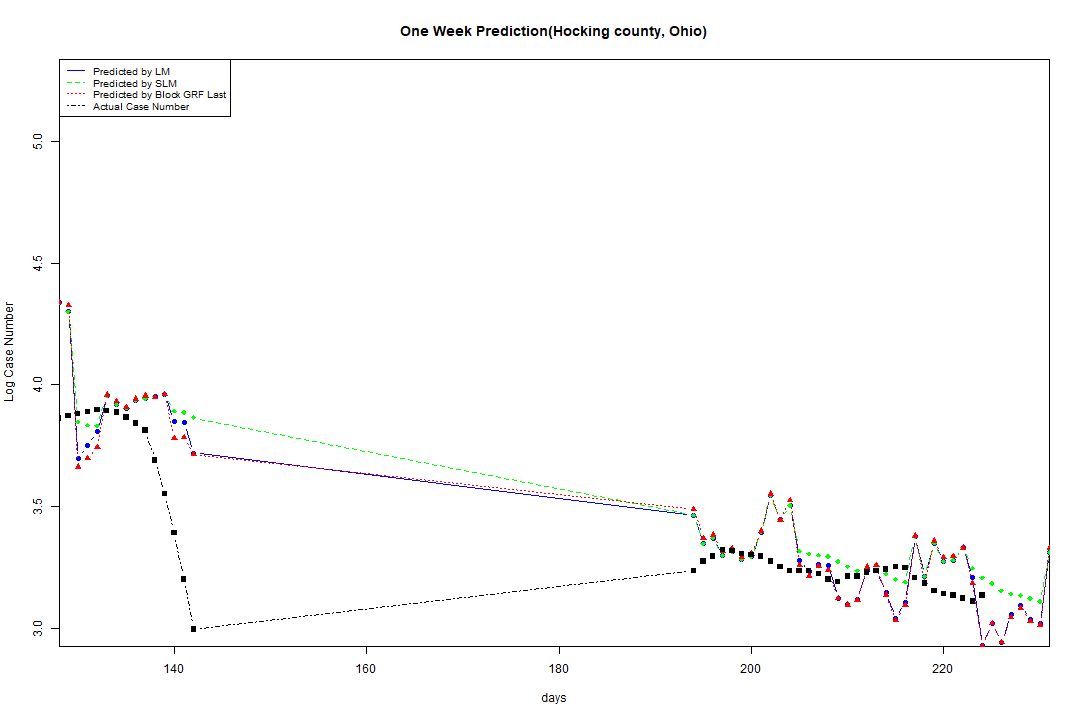 One Week Prediction(Hocking county, Ohio)
Predicted by LM
Predicted by SLM
Predicted by Block GRF Last
Actual Case Number
5.0
4.5
4.0
3.5
3.0
Log Case Number
140 160 180 200 220
days